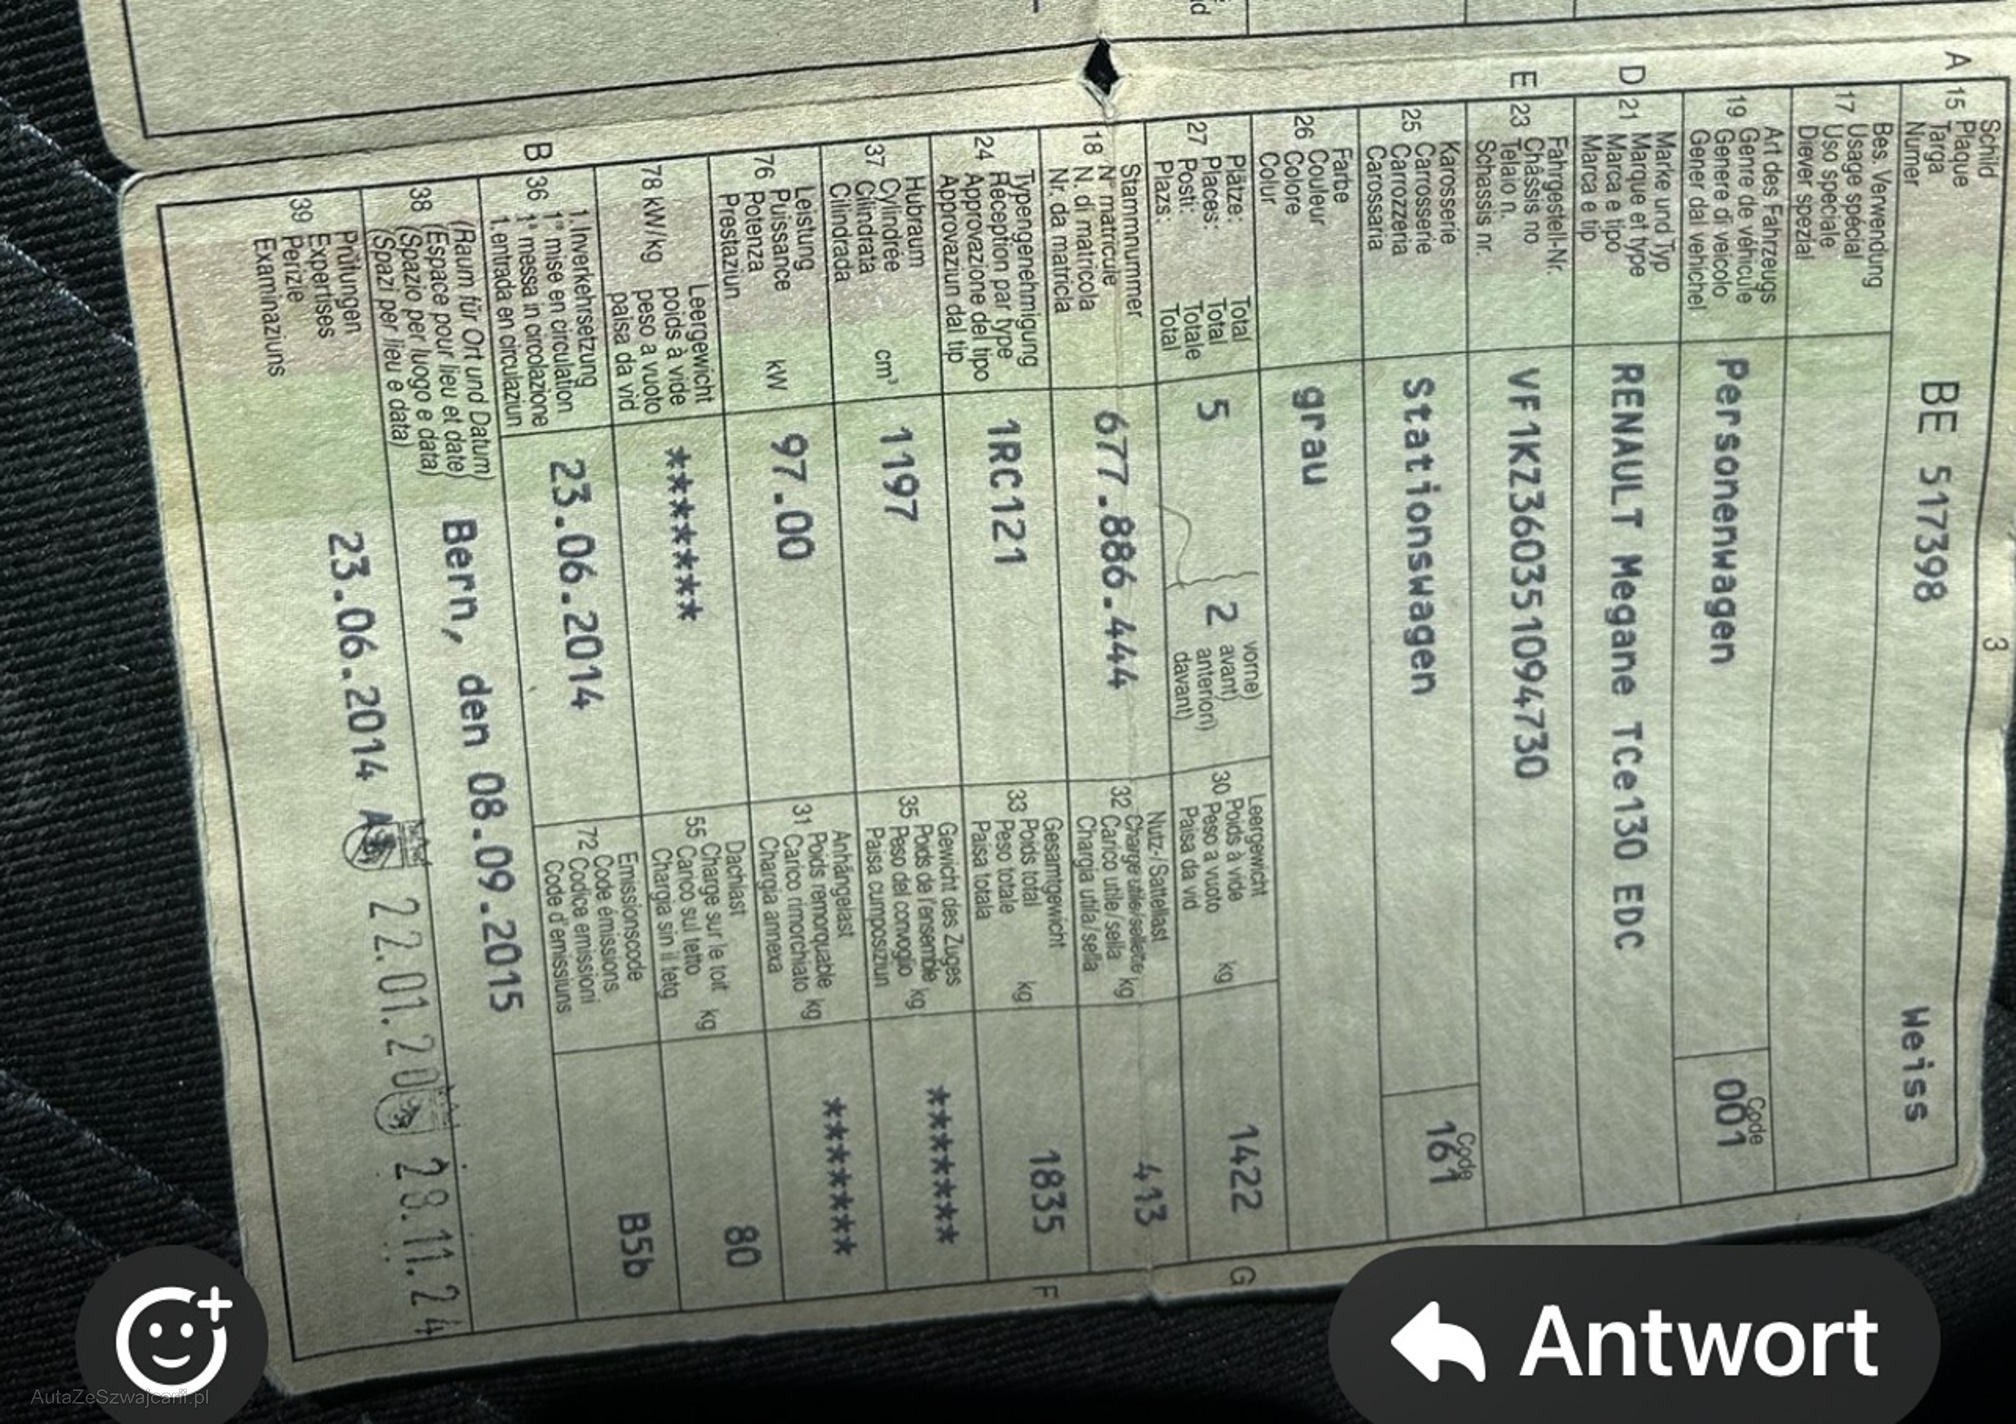 3
Schild
A 15 Plaque
Targa
Numer
BE 517398
Weiss
Bes. Verwendung
17 Usage spécial
Uso speciale
Diever spezial
Art des Fahrzeugs
19 Genre de véhicule
Genere di veicolo
Gener dal vehichel
Personenwagen
Code
001
Marke und Typ
D 21 Marque et type
Marca e tipo
Marca e tip
RENAULT Megane TCe130 EDC
Fahrgestell-Nr.
E 23 Châssis no
Telaio n.
Schassis nr.
VF1KZ360351094730
Karosserie
25 Carrosserie
Carrozzeria
Carossaria
Stationswagen
Code
161
Farbe
26 Couleur
Colore
Colur
grau
Plätze: Total
27 Places: Total
Posti: Totale
Plazs: Total
5
2
vorne)
avant)
anteriori)
davant)
Leergewicht
30 Poids à vide
Peso a vuoto kg
Paisa da vid
1422
G
Stammnummer
18 N° matricule
N. di matricola
Nr. da matricla
677.886.444
Nutz-/Sattellast
32 Charge utile/sellette kg
Carico utile/sella
Chargia utila/sella
413
Typengenehmigung
24 Réception par type
Approvazione del tipo
Approvaziun dal tip
1RC121
Gesamtgewicht
33 Poids total
Peso totale kg
Paisa totala
1835
F
Hubraum
37 Cylindrée
Cilindrata cm³
Cilindrada
1197
Gewicht des Zuges
35 Poids de l'ensemble
Peso del convoglio kg
Paisa cumposiziun
*******
Leistung
76 Puissance
Potenza kW
Prestaziun
97.00
Anhängelast
31 Poids remorquable
Carico rimorchiato kg
Chargia annexa
*******
Leergewicht
78 kW/kg poids à vide
peso a vuoto
paisa da vid
*******
Dachlast
55 Charge sur le toit
Carico sul tetto kg
Chargia sin il tetg
80
1.Inverkehrsetzung
B 36 1re mise en circulation
1a messa in circolazione
1.entrada en circulaziun
23.06.2014
Emissionscode
72 Code émissions
Codice emissioni
Code d'emissiuns
B5b
(Raum für Ort und Datum)
38 (Espace pour lieu et date)
(Spazio per luogo e data)
(Spazi per lieu e data)
Bern, den 08.09.2015
Prüfungen
39 Expertises
Perizie
Examinaziuns
23.06.2014 A 22.01.20 28.11.24
Antwort
AutaZeSzwajcarii.pl